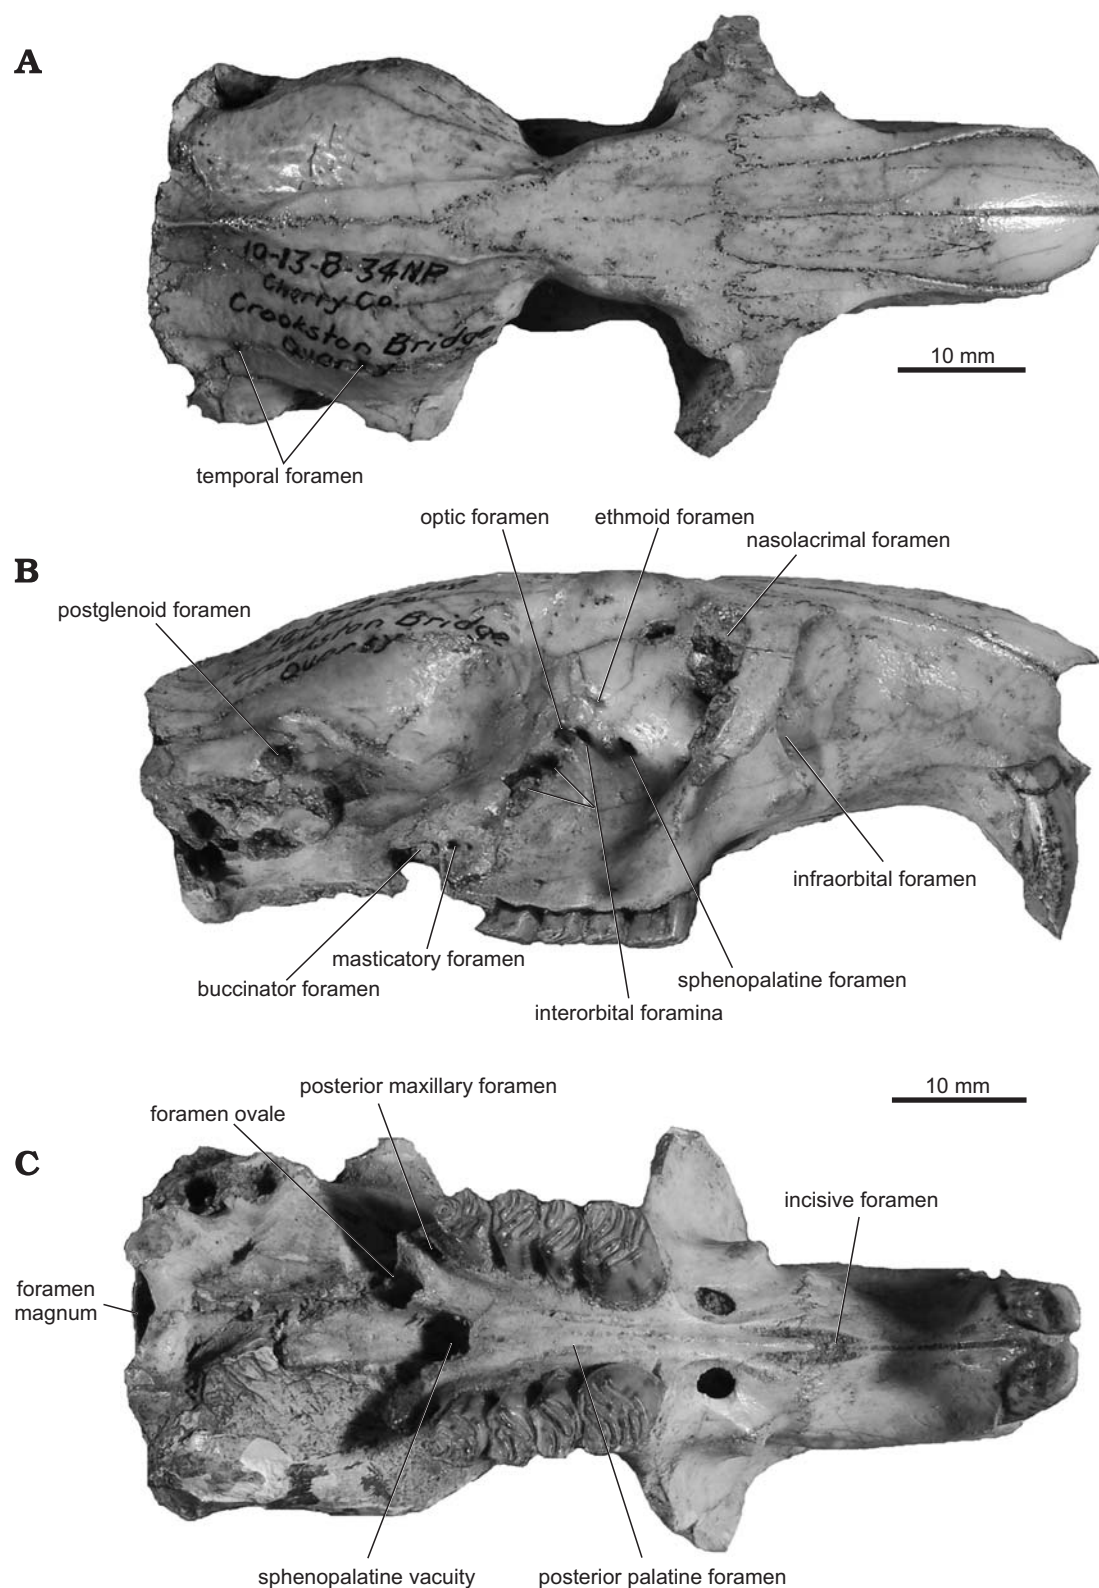 A
10-13-8-34NP
Cherry Co.
Crookston Bridge
Quarry
10 mm
temporal foramen
optic foramen
ethmoid foramen
nasolacrimal foramen
B
postglenoid foramen
Bridge
Quarry
infraorbital foramen
masticatory foramen
sphenopalatine foramen
buccinator foramen
interorbital foramina
10 mm
posterior maxillary foramen
foramen ovale
C
incisive foramen
foramen
magnum
sphenopalatine vacuity
posterior palatine foramen